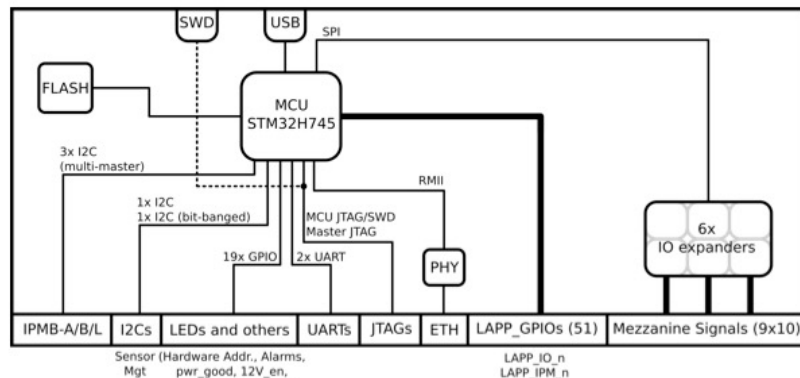 SWD
USB
SPI
FLASH
MCU
STM32H745
3x I2C
(multi-master)
RMII
1x I2C
1x I2C (bit-banged)
MCU JTAG/SWD
Master JTAG
6x
IO expanders
19x GPIO
2x UART
PHY
IPMB-A/B/L
I2Cs
LEDs and others
UARTs
JTAGs
ETH
LAPP_GPIOs (51)
Mezzanine Signals (9x10)
Sensor
Mgt
(Hardware Addr., Alarms,
pwr_good, 12V_en,
LAPP_IO_n
LAPP_IPM_n